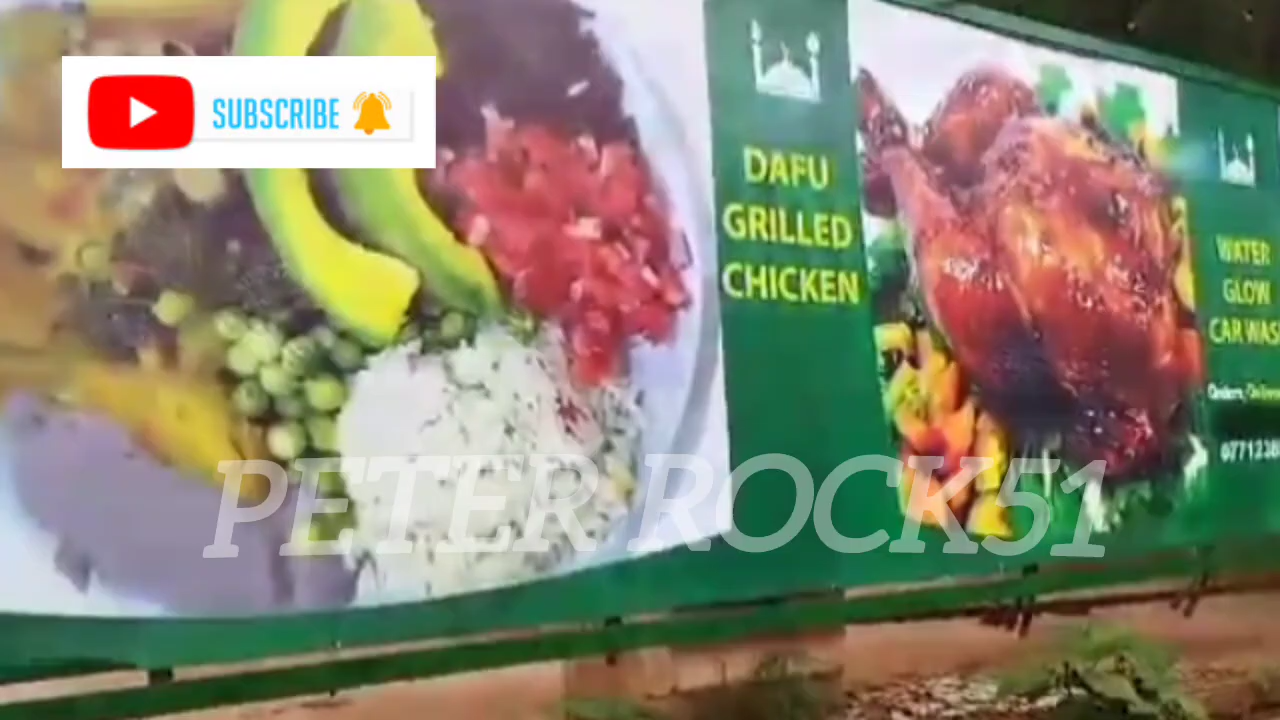 SUBSCRIBE
DAFU
GRILLED
CHICKEN
WATER
GLOW
CAR WAS
PETER ROCK51